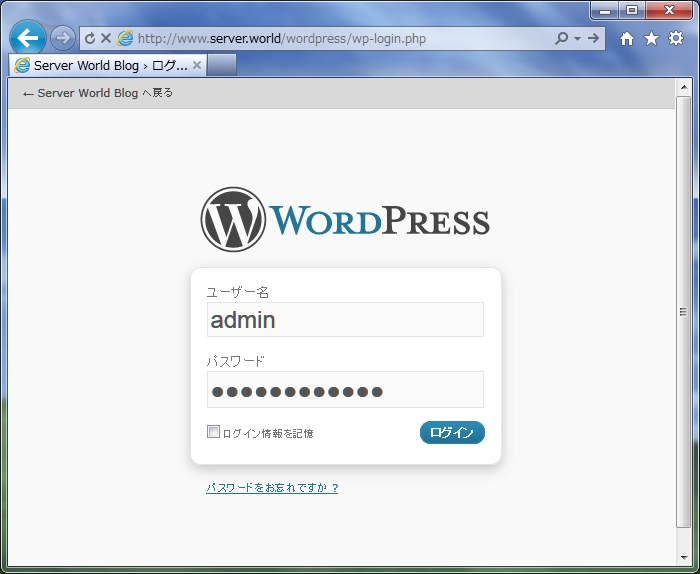 http://www.server.world/wordpress/wp-login.php
Server World Blog › ログ...
← Server World Blog へ戻る
WORDPRESS
ユーザー名
admin
パスワード
●●●●●●●●●●●●
ログイン情報を記憶
ログイン
パスワードをお忘れですか ?